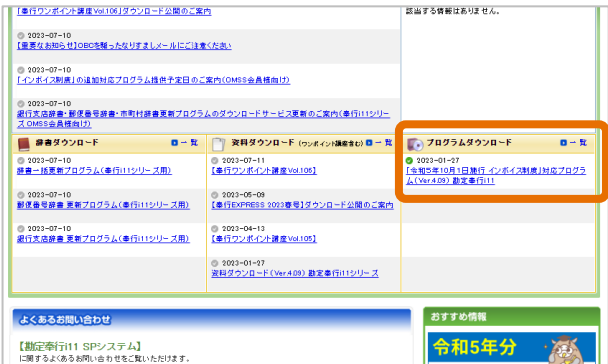 「奉行ワンポイント講座Vol.106」ダウンロード公開のご案内
該当する情報はありません。
2023-07-10
【重要なお知らせ】OBCを騙ったなりすましメールにご注意ください
2023-07-10
「インボイス制度」の追加対応プログラム提供予定日のご案内(OMSS会員様向け)
2023-07-10
銀行支店辞書・郵便番号辞書・市町村辞書更新プログラムのダウンロードサービス更新のご案内(奉行i11シリー
ズOMSS会員様向け)
辞書ダウンロード 一覧
2023-07-10
辞書一括更新プログラム(奉行i11シリーズ用)
2023-07-10
郵便番号辞書 更新プログラム(奉行i11シリーズ用)
2023-07-10
銀行支店辞書 更新プログラム(奉行i11シリーズ用)
資料ダウンロード (ワンポイント講座含む) 一覧
2023-07-11
【奉行ワンポイント講座Vol.106】
2023-05-09
【奉行EXPRESS 2023春号】ダウンロード公開のご案内
2023-04-13
【奉行ワンポイント講座Vol.105】
2023-01-27
資料ダウンロード(Ver.4.09) 勘定奉行i11シリーズ
プログラムダウンロード 一覧
2023-01-27
「令和5年10月1日施行 インボイス制度」対応プログラ
ム(Ver.4.09) 勘定奉行i11
よくあるお問い合わせ
【勘定奉行i11 SPシステム】
に関するよくあるお問い合わせをご覧いただけます。
おすすめ情報
令和5年分